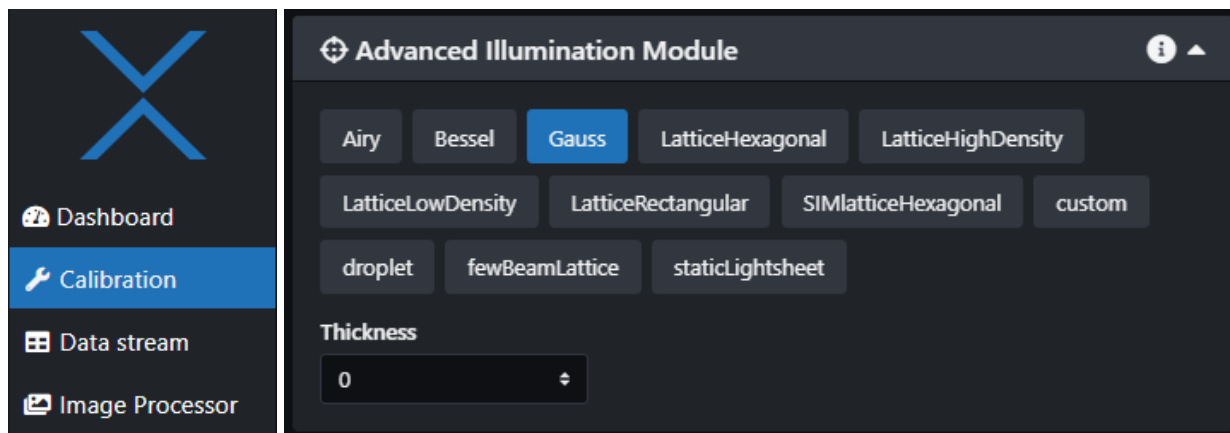 Dashboard
Calibration
Data stream
Image Processor
Advanced Illumination Module
Airy Bessel Gauss LatticeHexagonal LatticeHighDensity
LatticeLowDensity LatticeRectangular SIMlatticeHexagonal custom
droplet fewBeamLattice staticLightsheet
Thickness
0